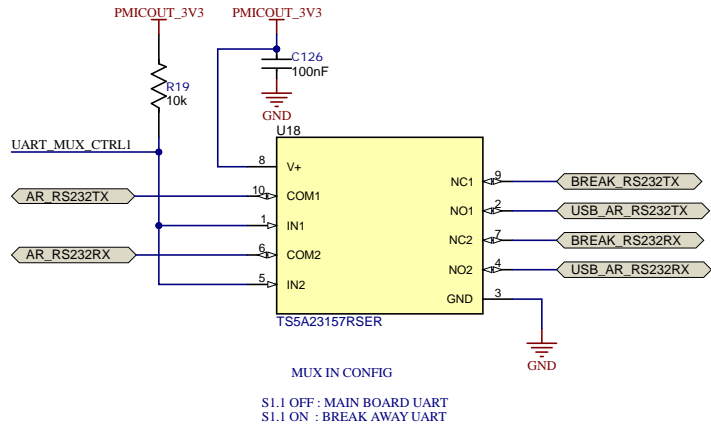 PMICOUT_3V3
PMICOUT_3V3
C126
100nF
R19
10k
GND
U18
UART_MUX_CTRL1
8 V+
NC1 9 BREAK_RS232TX
AR_RS232TX 10 COM1
NO1 2 USB_AR_RS232TX
1 IN1
NC2 7 BREAK_RS232RX
AR_RS232RX 6 COM2
NO2 4 USB_AR_RS232RX
5 IN2
GND 3
TS5A23157RSER
GND
MUX IN CONFIG
S1.1 OFF : MAIN BOARD UART
S1.1 ON : BREAK AWAY UART